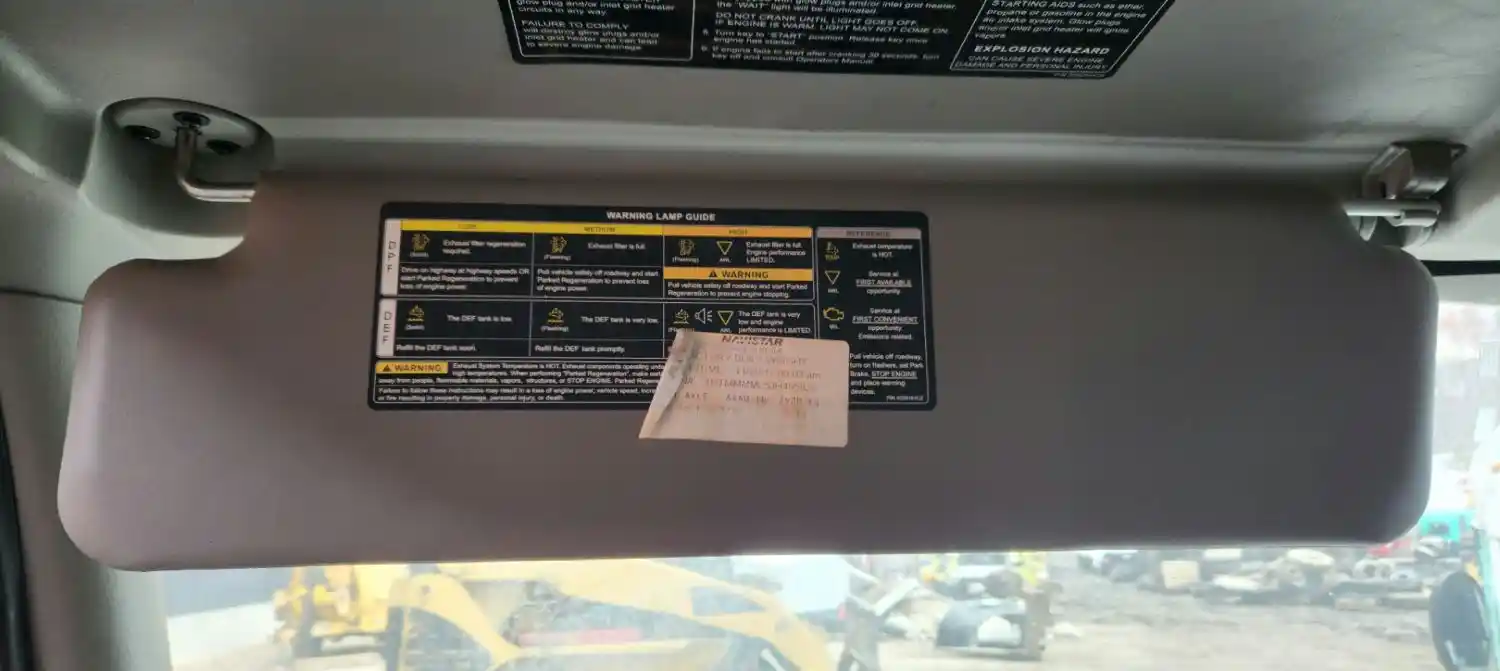 glow plug and/or inlet grid heater
circuits in any way.
FAILURE TO COMPLY
will destroy glow plugs and/or
inlet grid heater and can lead
to severe engine damage.
glow plugs and/or inlet grid heater,
the "WAIT" light will be illuminated.
DO NOT CRANK UNTIL LIGHT GOES OFF.
IF ENGINE IS WARM, LIGHT MAY NOT COME ON.
Turn key to "START" position. Release key once
engine has started.
If engine fails to start after cranking 30 seconds, turn
key off and consult Operators Manual.
STARTING AIDS such as ether,
propane or gasoline in the engine
air intake system. Glow plugs
and/or inlet grid heater will ignite
vapors.
EXPLOSION HAZARD
CAN CAUSE SEVERE ENGINE
DAMAGE AND PERSONAL INJURY
WARNING LAMP GUIDE
MEDIUM
HIGH
REFERENCE
DPF
(Solid)
Exhaust filter regeneration
required.
(Flashing)
Exhaust filter is full.
(Flashing)
AWL
Exhaust filter is full.
Engine performance
LIMITED.
Drive on highway at highway speeds OR
start Parked Regeneration to prevent
loss of engine power.
Pull vehicle safely off roadway and start
Parked Regeneration to prevent loss
of engine power.
WARNING
Pull vehicle safely off roadway and start Parked
Regeneration to prevent engine stopping.
DEF
(Solid)
The DEF tank is low.
(Flashing)
The DEF tank is very low.
AWL
The DEF tank is very
low and engine
performance is LIMITED
Refill the DEF tank soon.
Refill the DEF tank promptly.
Exhaust temperature
is HOT.
AWL
Service at
FIRST AVAILABLE
opportunity.
MIL
Service at
FIRST CONVENIENT
opportunity
Emissions related.
Pull vehicle off roadway,
turn on flashers, set Park
Brake, STOP ENGINE
and place warning
devices.
WARNING
Exhaust System Temperature is HOT. Exhaust components operating unde
high temperatures. When performing "Parked Regeneration", make
away from people, flammable materials, vapors, structures, or STOP ENGINE. Parked Regene
Failure to follow these instructions may result in a loss of engine power, vehicle speed, incre
or fire resulting in property damage, personal injury, or death.
NAVISTAR